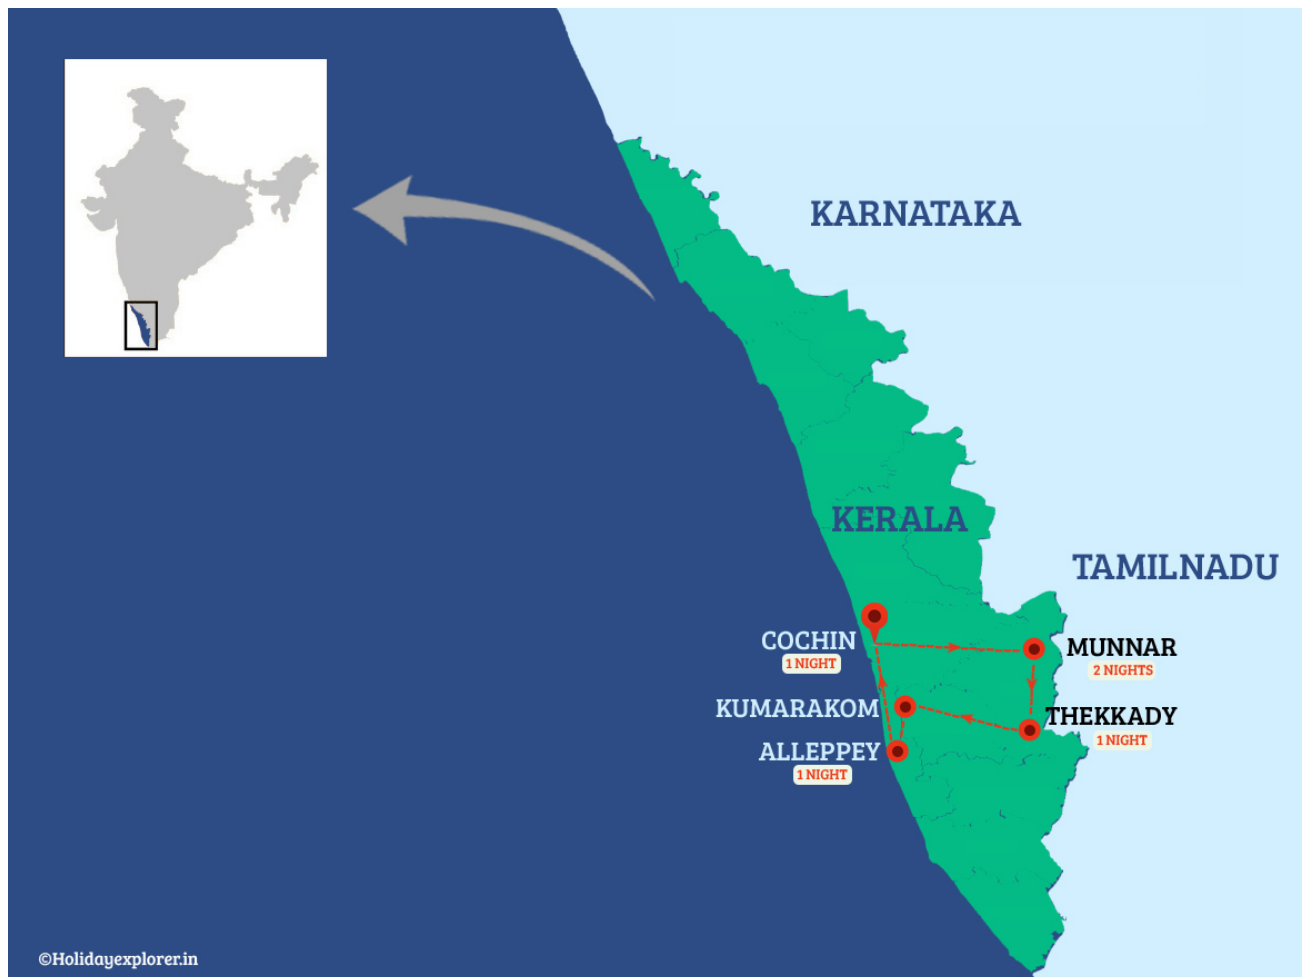 KARNATAKA
KERALA
TAMILNADU
COCHIN
1 NIGHT
MUNNAR
2 NIGHTS
KUMARAKOM
THEKKADY
1 NIGHT
ALLEPPEY
1 NIGHT
©Holidayexplorer.in